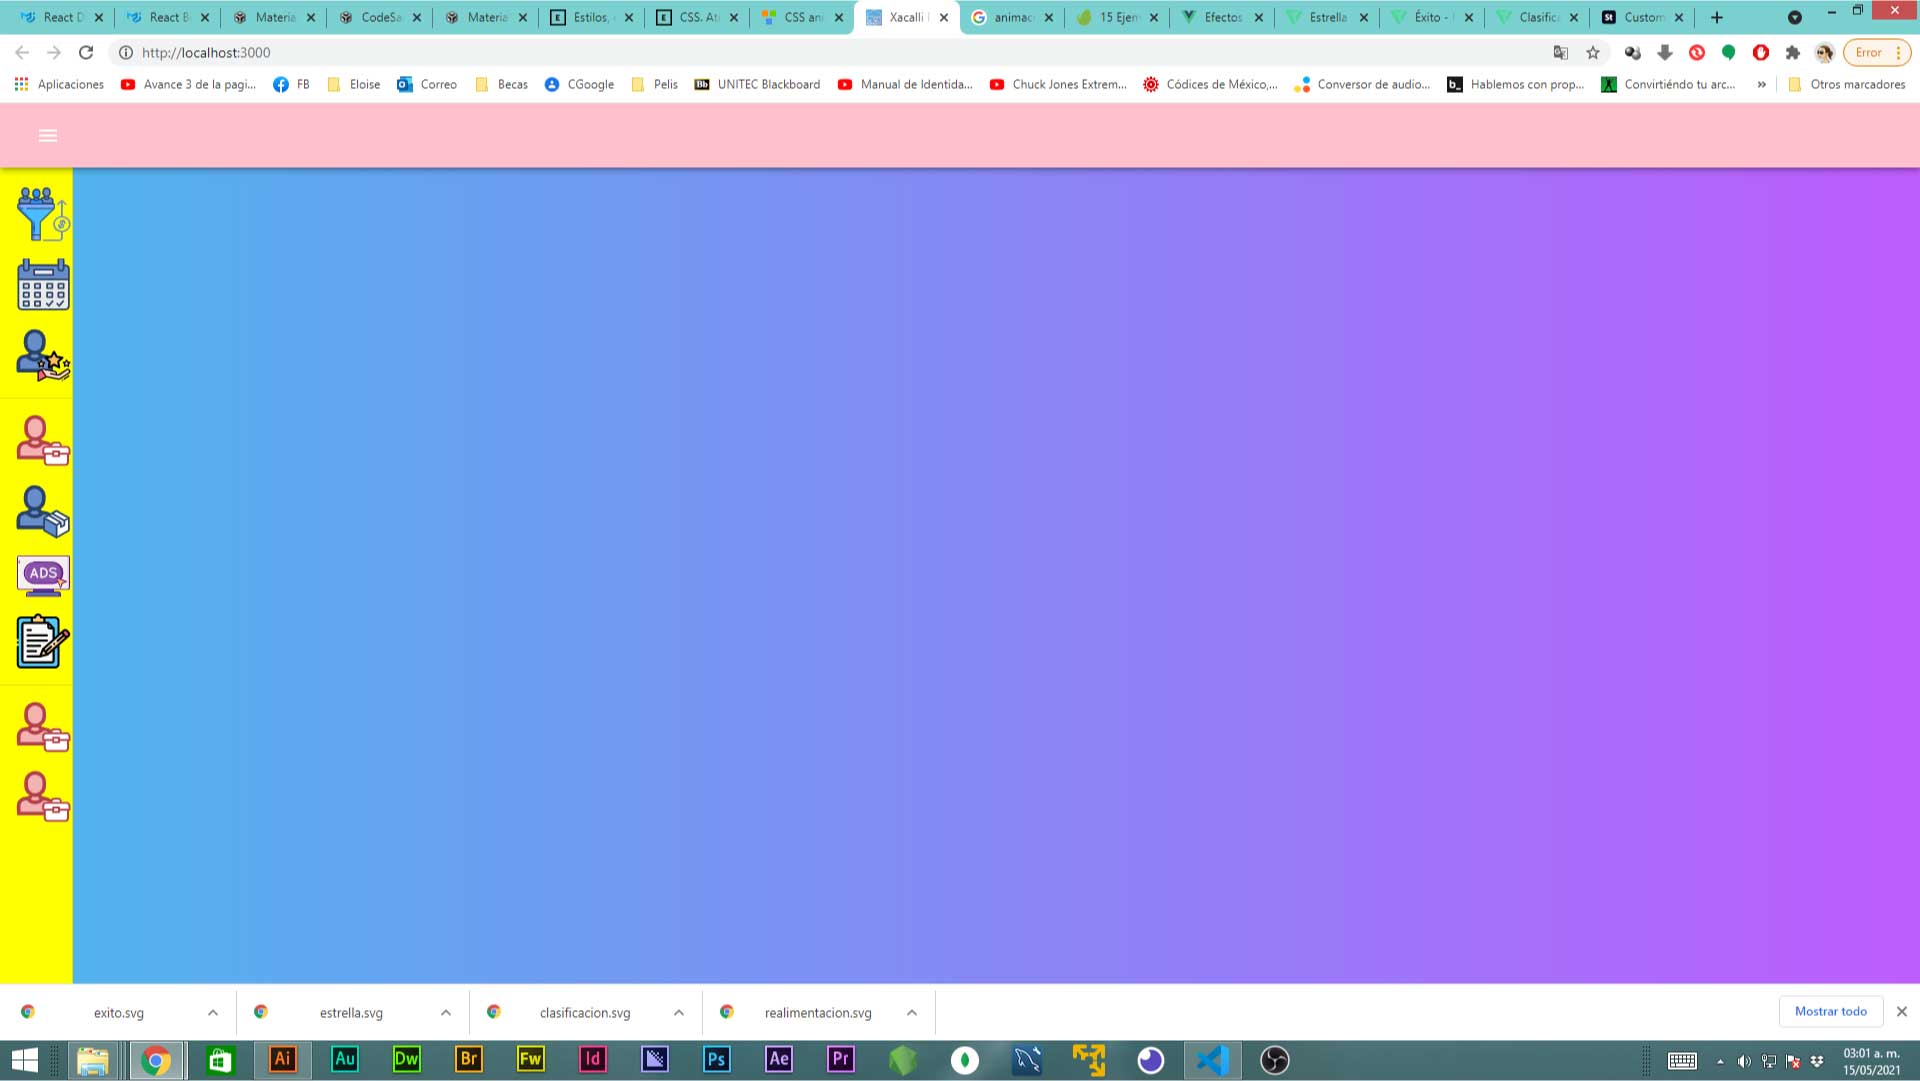 React D
React B
Materia
CodeSa
Materia
Estilos,
CSS. At
CSS ani
Xacalli
animac
15 Ejem
Efectos
Estrella
Éxito -
Clasifica
Custom
http://localhost:3000
Error
Aplicaciones
Avance 3 de la pagi...
FB
Eloise
Correo
Becas
CGoogle
Pelis
Bb UNITEC Blackboard
Manual de Identida...
Chuck Jones Extrem...
Códices de México,...
Conversor de audio...
Hablemos con prop...
Convirtiéndo tu arc...
»
Otros marcadores
ADS
exito.svg
estrella.svg
clasificacion.svg
realimentacion.svg
Mostrar todo
Ai
Au
Dw
Br
Fw
Id
Ps
Ae
Pr
03:01 a. m.
15/05/2021